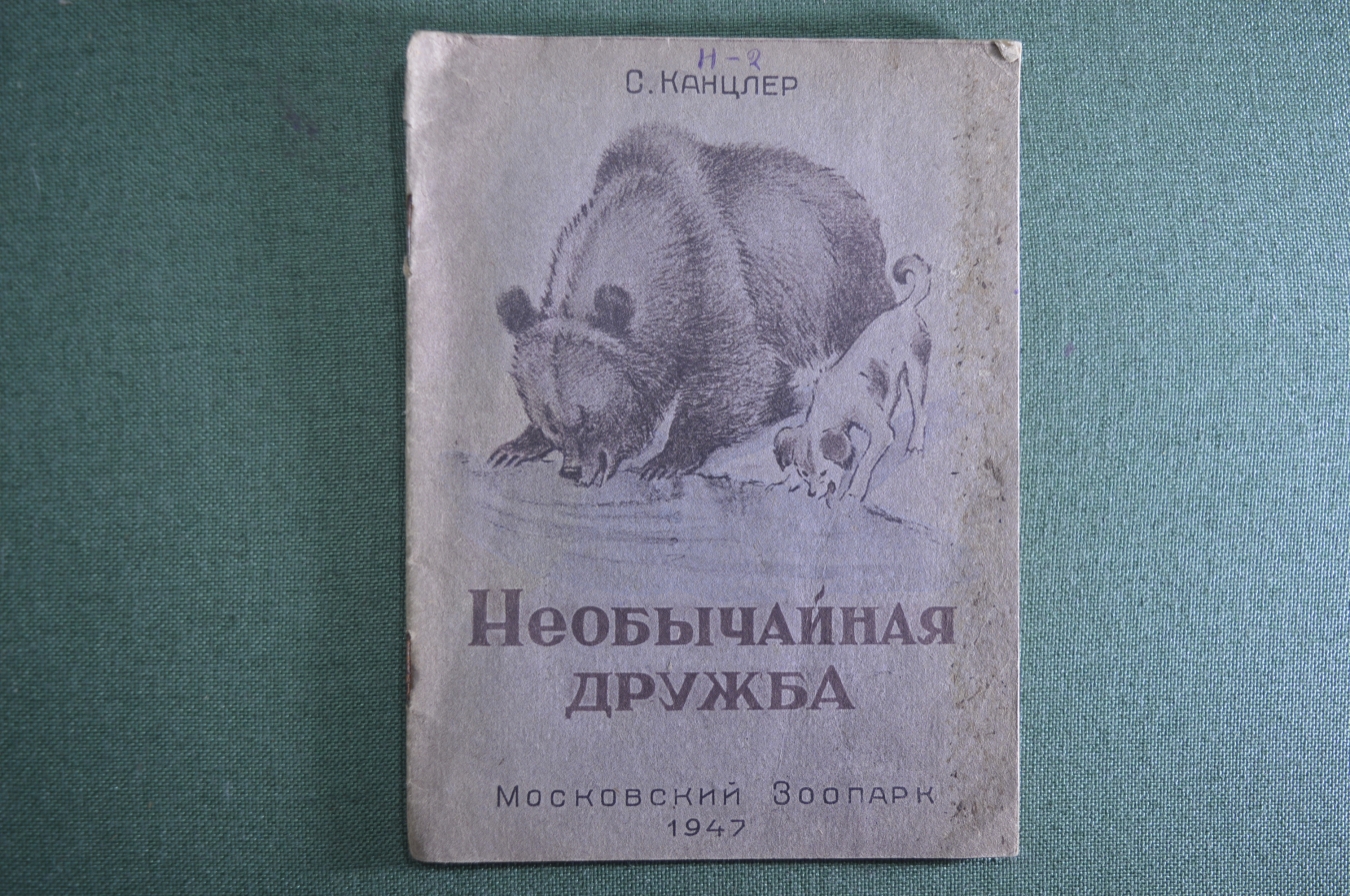 Н-2
С. Канцлер
Необычайная
дружба
Московский Зоопарк
1947